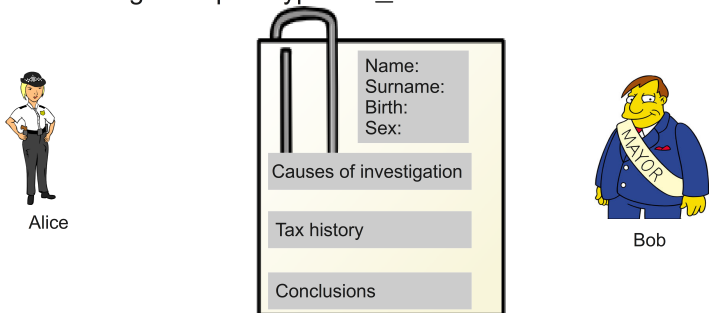 Name:
Surname:
Birth:
Sex:
Causes of investigation
Tax history
Conclusions
Alice
MAYOR
Bob